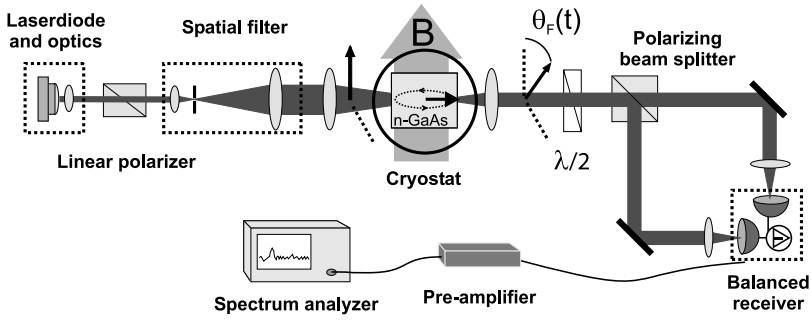 Laserdiode
and optics
Spatial filter
B
θF(t)
Polarizing
beam splitter
n-GaAs
Linear polarizer
Cryostat
λ/2
Spectrum analyzer
Pre-amplifier
Balanced
receiver